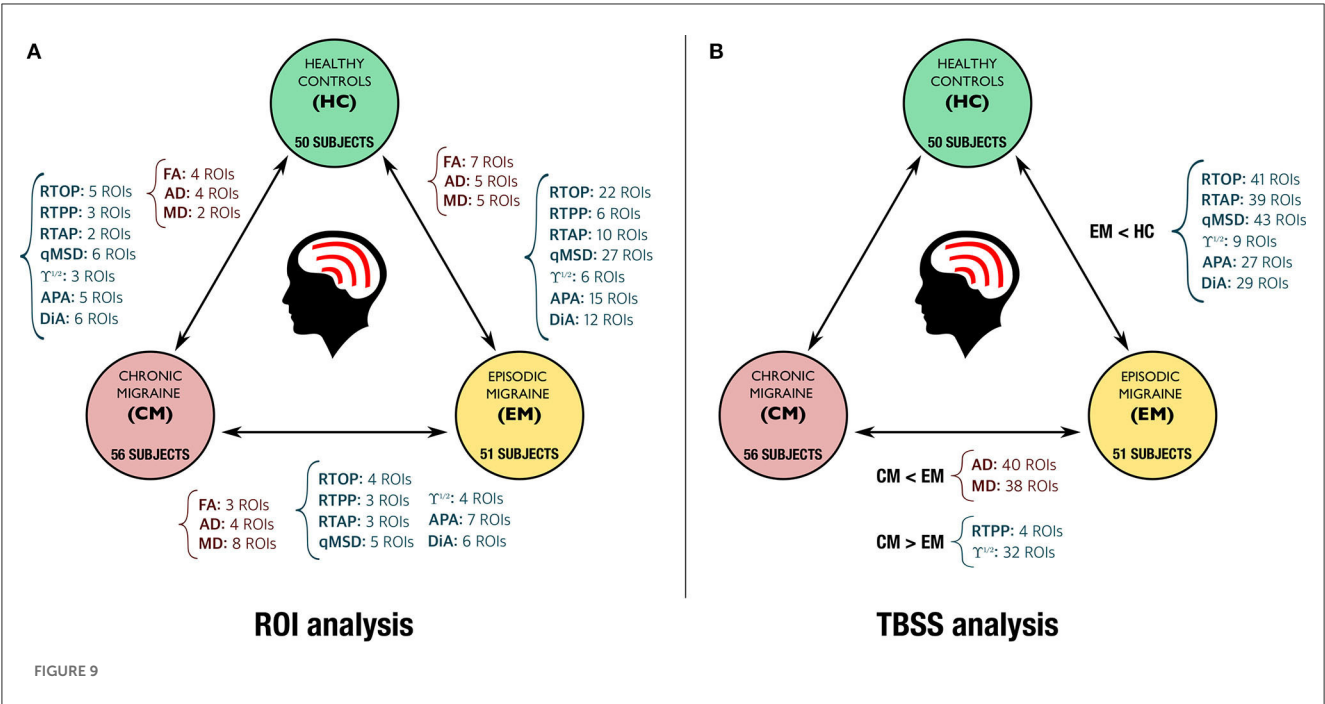 A
HEALTHY
CONTROLS
(HC)
50 SUBJECTS
FA: 4 ROIs
AD: 4 ROIs
MD: 2 ROIs
RTOP: 5 ROIs
RTPP: 3 ROIs
RTAP: 2 ROIs
qMSD: 6 ROIs
ϒ¹/²: 3 ROIs
APA: 5 ROIs
DiA: 6 ROIs
FA: 7 ROIs
AD: 5 ROIs
MD: 5 ROIs
RTOP: 22 ROIs
RTPP: 6 ROIs
RTAP: 10 ROIs
qMSD: 27 ROIs
ϒ¹/²: 6 ROIs
APA: 15 ROIs
DiA: 12 ROIs
CHRONIC
MIGRAINE
(CM)
56 SUBJECTS
EPISODIC
MIGRAINE
(EM)
51 SUBJECTS
FA: 3 ROIs
AD: 4 ROIs
MD: 8 ROIs
RTOP: 4 ROIs
RTPP: 3 ROIs
RTAP: 3 ROIs
qMSD: 5 ROIs
ϒ¹/²: 4 ROIs
APA: 7 ROIs
DiA: 6 ROIs
ROI analysis
B
HEALTHY
CONTROLS
(HC)
50 SUBJECTS
EM < HC
RTOP: 41 ROIs
RTAP: 39 ROIs
qMSD: 43 ROIs
ϒ¹/²: 9 ROIs
APA: 27 ROIs
DiA: 29 ROIs
CHRONIC
MIGRAINE
(CM)
56 SUBJECTS
EPISODIC
MIGRAINE
(EM)
51 SUBJECTS
CM < EM
AD: 40 ROIs
MD: 38 ROIs
CM > EM
RTPP: 4 ROIs
ϒ¹/²: 32 ROIs
TBSS analysis
FIGURE 9